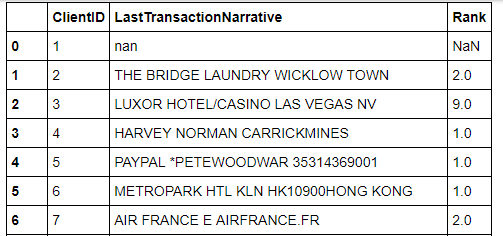 ClientID LastTransactionNarrative Rank
0 1 nan NaN
1 2 THE BRIDGE LAUNDRY WICKLOW TOWN 2.0
2 3 LUXOR HOTEL/CASINO LAS VEGAS NV 9.0
3 4 HARVEY NORMAN CARRICKMINES 1.0
4 5 PAYPAL *PETEWOODWAR 35314369001 1.0
5 6 METROPARK HTL KLN HK10900HONG KONG 1.0
6 7 AIR FRANCE E AIRFRANCE.FR 2.0